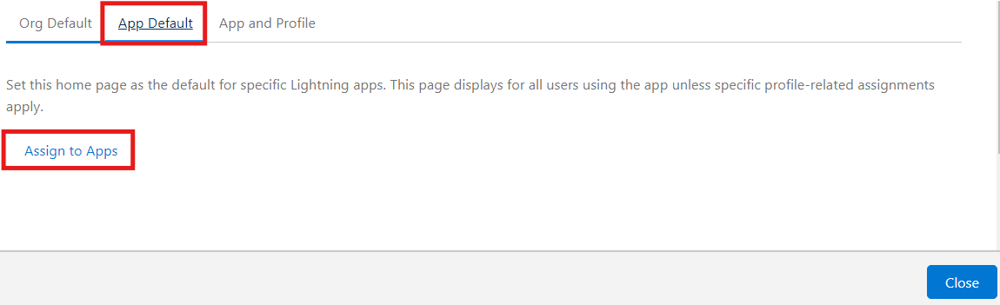 Org Default App Default App and Profile
Set this home page as the default for specific Lightning apps. This page displays for all users using the app unless specific profile-related assignments
apply.
Assign to Apps
Close